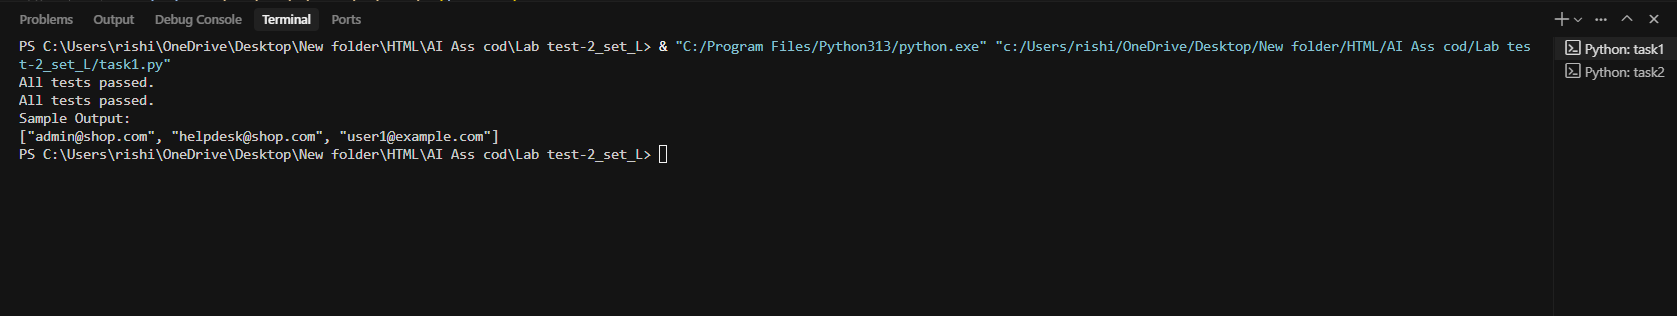 Problems Output Debug Console Terminal Ports
PS C:\Users\rishi\OneDrive\Desktop\New folder\HTML\AI Ass cod\Lab test-2_set_L> & "C:/Program Files/Python313/python.exe" "c:/Users/rishi/OneDrive/Desktop/New folder/HTML/AI Ass cod/Lab tes
t-2_set_L/task1.py"
All tests passed.
All tests passed.
Sample Output:
["admin@shop.com", "helpdesk@shop.com", "user1@example.com"]
PS C:\Users\rishi\OneDrive\Desktop\New folder\HTML\AI Ass cod\Lab test-2_set_L>
Python: task1
Python: task2